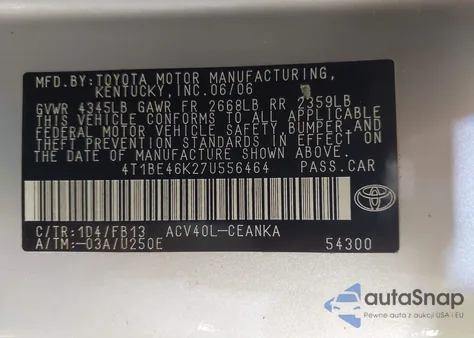 MFD.BY: TOYOTA MOTOR MANUFACTURING,
KENTUCKY, INC. 06/06
GVWR 4345LB GAWR FR 2668LB RR 2359LB
THIS VEHICLE CONFORMS TO ALL APPLICABLE
FEDERAL MOTOR VEHICLE SAFETY, BUMPER, AND
THEFT PREVENTION STANDARDS IN EFFECT ON
THE DATE OF MANUFACTURE SHOWN ABOVE.
4T1BE46K27U556464 PASS.CAR
C/TR:1D4/FB13 ACV40L-CEANKA
A/TM:-03A/U250E 54300
TOYOTA
autoSnap
Pewne auta z aukcji USA i EU